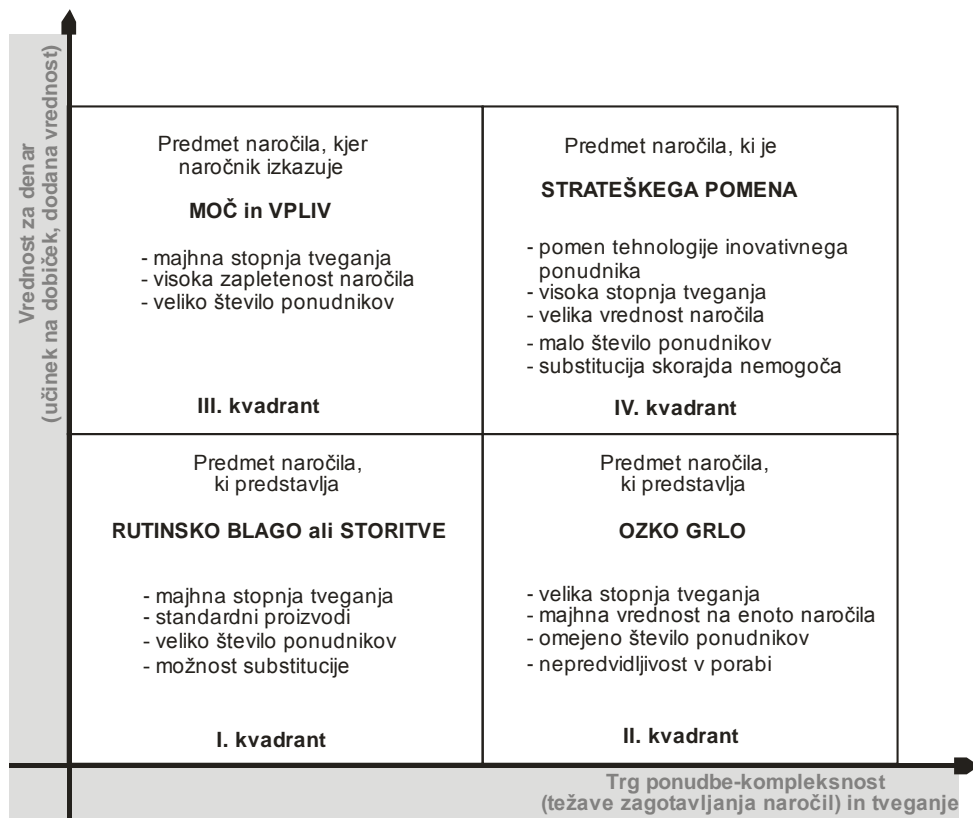 Vrednost za denar
(učinek na dobiček, dodana vrednost)
Predmet naročila, kjer
naročnik izkazuje
MOČ in VPLIV
- majhna stopnja tveganja
- visoka zapletenost naročila
- veliko število ponudnikov
III. kvadrant
Predmet naročila, ki je
STRATEŠKEGA POMENA
- pomen tehnologije inovativnega
ponudnika
- visoka stopnja tveganja
- velika vrednost naročila
- malo število ponudnikov
- substitucija skorajda nemogoča
IV. kvadrant
Predmet naročila,
ki predstavlja
RUTINSKO BLAGO ali STORITVE
- majhna stopnja tveganja
- standardni proizvodi
- veliko število ponudnikov
- možnost substitucije
I. kvadrant
Predmet naročila,
ki predstavlja
OZKO GRLO
- velika stopnja tveganja
- majhna vrednost na enoto naročila
- omejeno število ponudnikov
- nepredvidljivost v porabi
II. kvadrant
Trg ponudbe-kompleksnost
(težave zagotavljanja naročil) in tveganje